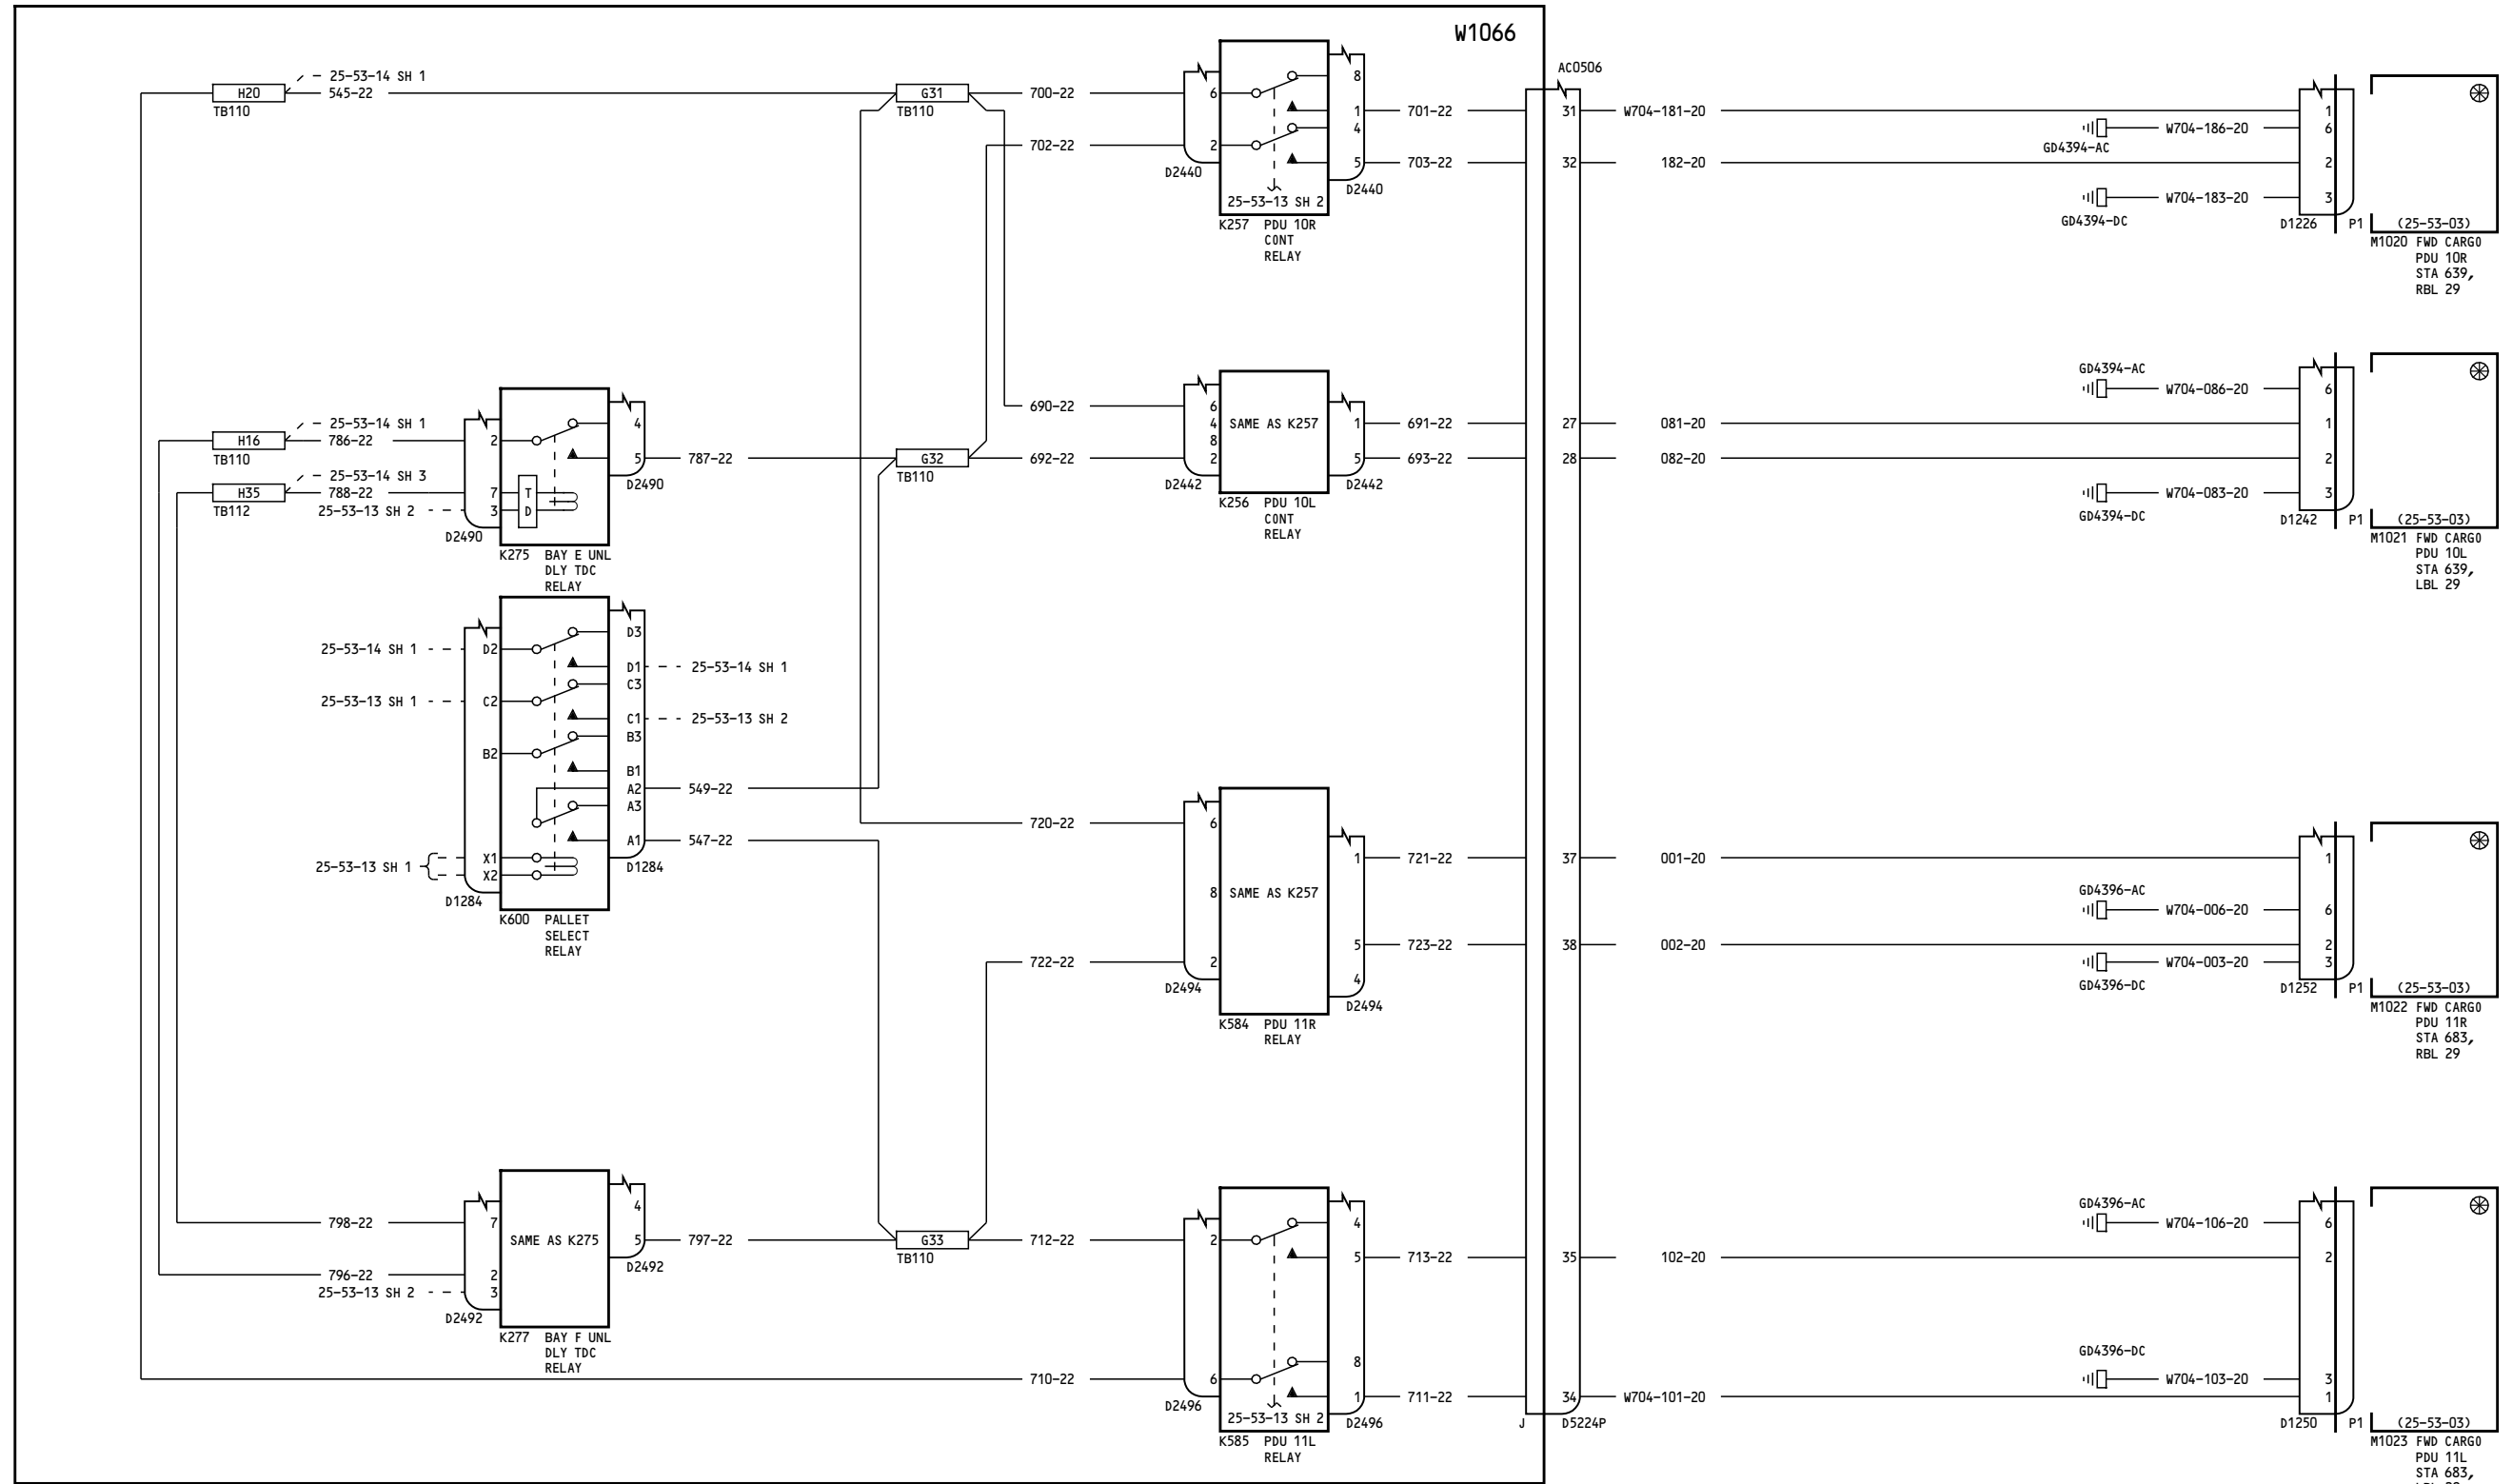 W1066
25-53-14 SH 1
H20
545-22
TB110
G31
TB110
700-22
702-22
6
2
D2440
8
1
4
5
D2440
25-53-13 SH 2
K257 PDU 10R
CONT
RELAY
701-22
703-22
AC0506
31
32
W704-181-20
182-20
W704-186-20
GD4394-AC
W704-183-20
GD4394-DC
1
6
2
3
D1226
P1
(25-53-03)
M1020 FWD CARGO
PDU 10R
STA 639,
RBL 29
25-53-14 SH 1
H16
786-22
TB110
25-53-14 SH 3
H35
788-22
TB112
25-53-13 SH 2
2
7
3
D2490
T
D
4
5
D2490
K275 BAY E UNL
DLY TDC
RELAY
787-22
G32
TB110
690-22
692-22
6
4
8
2
D2442
SAME AS K257
1
5
D2442
K256 PDU 10L
CONT
RELAY
691-22
693-22
27
28
081-20
082-20
GD4394-AC
W704-086-20
W704-083-20
GD4394-DC
6
1
2
3
D1242
P1
(25-53-03)
M1021 FWD CARGO
PDU 10L
STA 639,
LBL 29
25-53-14 SH 1
25-53-13 SH 1
25-53-13 SH 1
D2
C2
B2
X1
X2
D1284
D3
D1
C3
C1
B3
B1
A2
A3
A1
D1284
25-53-14 SH 1
25-53-13 SH 2
549-22
547-22
K600 PALLET
SELECT
RELAY
720-22
722-22
6
8
2
D2494
SAME AS K257
1
5
4
D2494
K584 PDU 11R
RELAY
721-22
723-22
37
38
001-20
002-20
GD4396-AC
W704-006-20
W704-003-20
GD4396-DC
1
6
2
3
D1252
P1
(25-53-03)
M1022 FWD CARGO
PDU 11R
STA 683,
RBL 29
798-22
796-22
25-53-13 SH 2
7
2
3
D2492
SAME AS K275
4
5
D2492
K277 BAY F UNL
DLY TDC
RELAY
797-22
G33
TB110
712-22
710-22
2
6
D2496
4
5
8
1
D2496
25-53-13 SH 2
K585 PDU 11L
RELAY
713-22
711-22
35
34
J
D5224P
102-20
W704-101-20
GD4396-AC
W704-106-20
GD4396-DC
W704-103-20
6
2
3
1
D1250
P1
(25-53-03)
M1023 FWD CARGO
PDU 11L
STA 683,